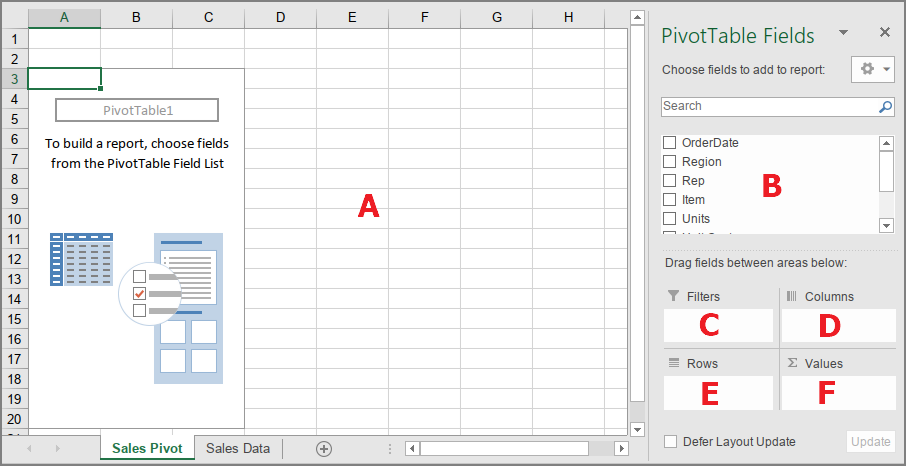 A B C D E F G H
1
2
3
4
5
6
7
8
9
10
11
12
13
14
15
16
17
18
19
20
PivotTable1
To build a report, choose fields
from the PivotTable Field List
A
Sales Pivot Sales Data
PivotTable Fields
Choose fields to add to report:
Search
OrderDate
Region
Rep
Item
Units
B
Drag fields between areas below:
Filters Columns
C D
Rows Σ Values
E F
Defer Layout Update Update